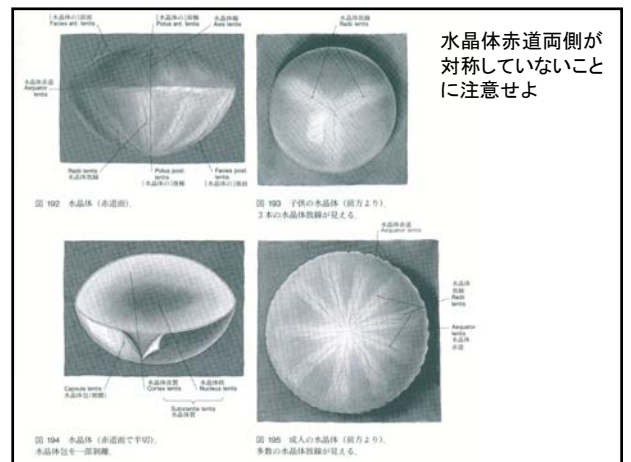 水晶体赤道両側が
対称していないこと
に注意せよ
[水晶体の]前面
Facies ant. lentis
[水晶体の]前極
Polus ant. lentis
水晶体軸
Axis lentis
水晶体赤道
Aequator
lentis
Radii lentis
水晶体放線
Polus post.
lentis
[水晶体の]後極
Facies post.
lentis
[水晶体の]後面
図 192 水晶体（赤道面）.
水晶体放線
Radii lentis
図 193 子供の水晶体（前方より）.
3本の水晶体放線が見える.
Capsula lentis
水晶体皮質
Cortex lentis
水晶体核
Nucleus lentis
Substantia lentis
水晶体質
図 194 水晶体（赤道面で半切）.
水晶体包を一部剥離.
水晶体赤道
Aequator lentis
水晶体
放線
Radii
lentis
Aequator
lentis
水晶体
赤道
図 195 成人の水晶体（前方より）.
多数の水晶体放線が見える.